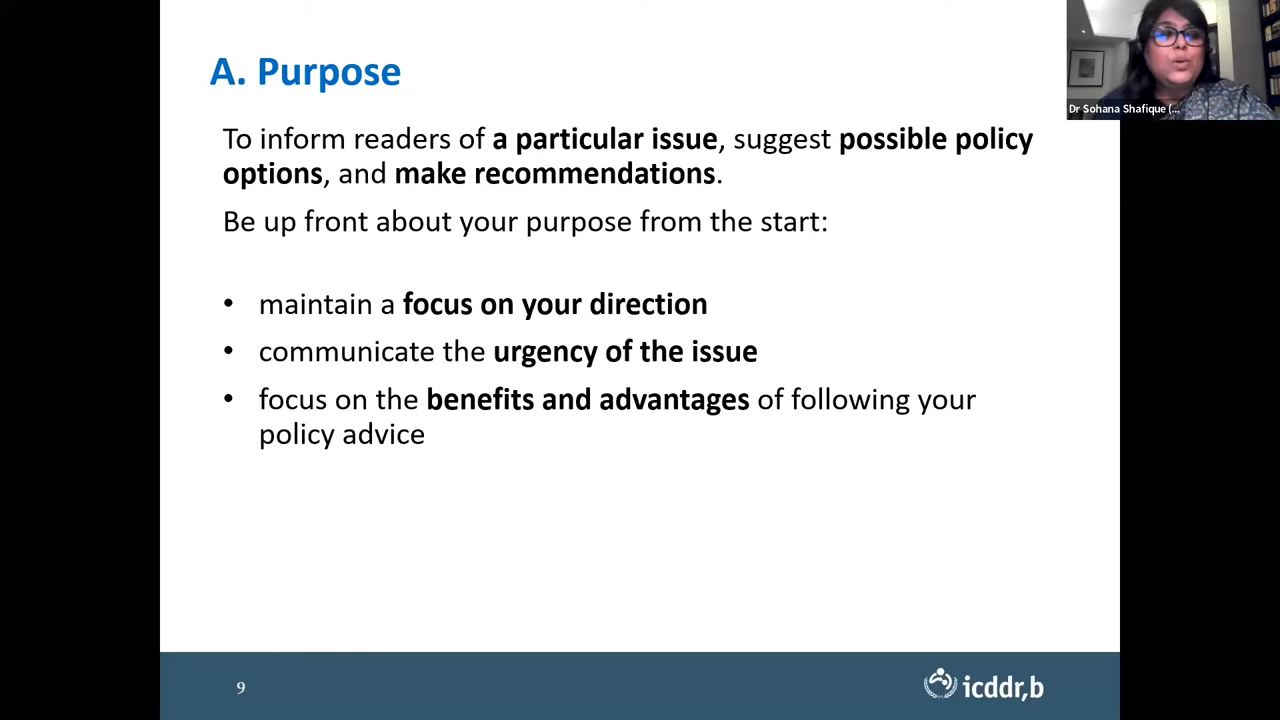 A. Purpose
To inform readers of a particular issue, suggest possible policy
options, and make recommendations.
Be up front about your purpose from the start:
• maintain a focus on your direction
• communicate the urgency of the issue
• focus on the benefits and advantages of following your
policy advice
9
icddr,b
Dr Sohana Shafique (...